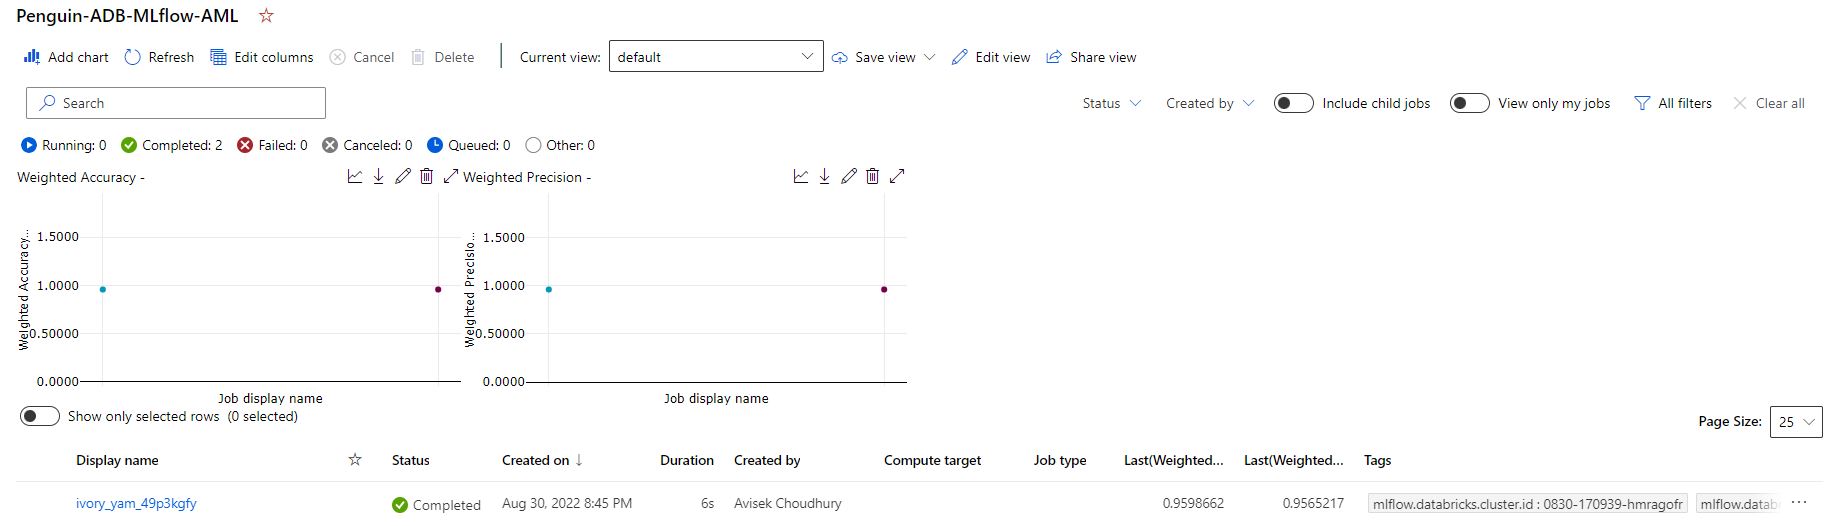 Penguin-ADB-MLflow-AML
Add chart Refresh Edit columns Cancel Delete Current view: default Save view Edit view Share view
Search Status Created by Include child jobs View only my jobs All filters Clear all
Running: 0 Completed: 2 Failed: 0 Canceled: 0 Queued: 0 Other: 0
Weighted Accuracy -
Weighted Accuracy...
1.5000
1.0000
0.50000
0.0000
Job display name
Weighted Precision -
Weighted Precisio...
1.5000
1.0000
0.50000
0.0000
Job display name
Show only selected rows (0 selected)
Page Size: 25
Display name Status Created on ↓ Duration Created by Compute target Job type Last(Weighted... Last(Weighted... Tags
ivory_yam_49p3kgfy Completed Aug 30, 2022 8:45 PM 6s Avisek Choudhury 0.9598662 0.9565217 mlflow.databricks.cluster.id : 0830-170939-hmragofr mlflow.datab ...